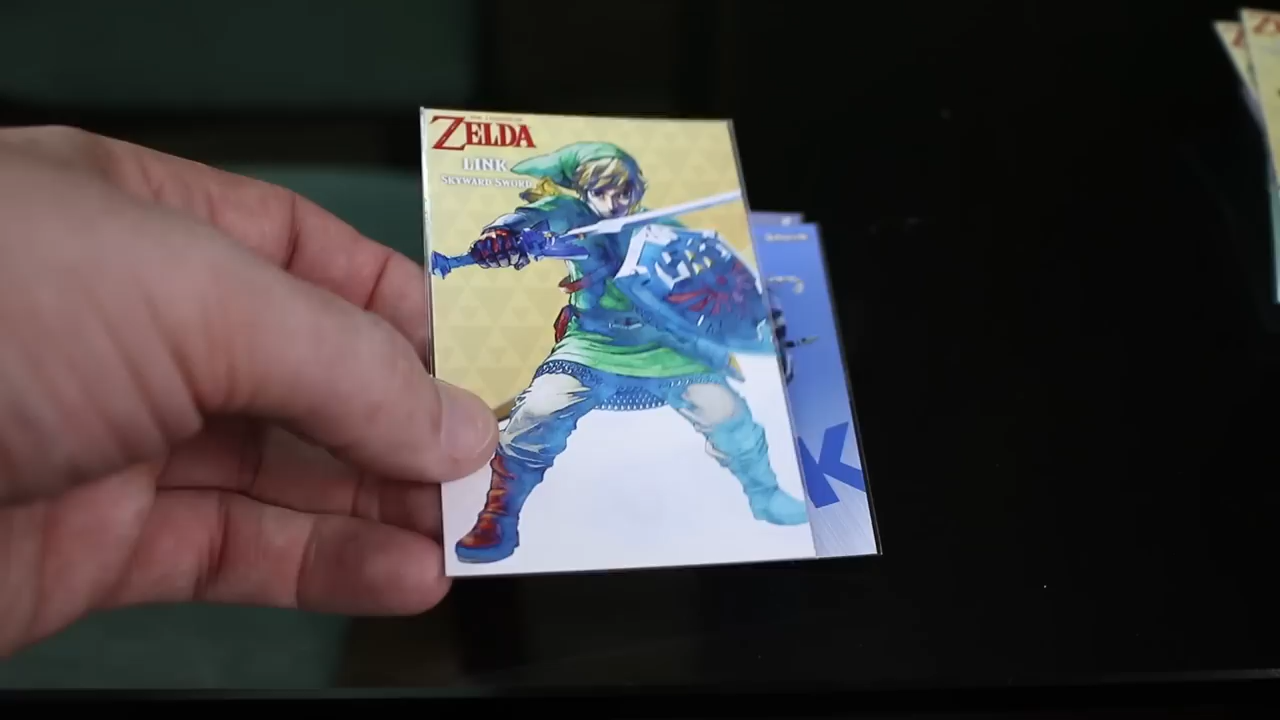 THE LEGEND OF
ZELDA
LINK
SKYWARD SWORD
K